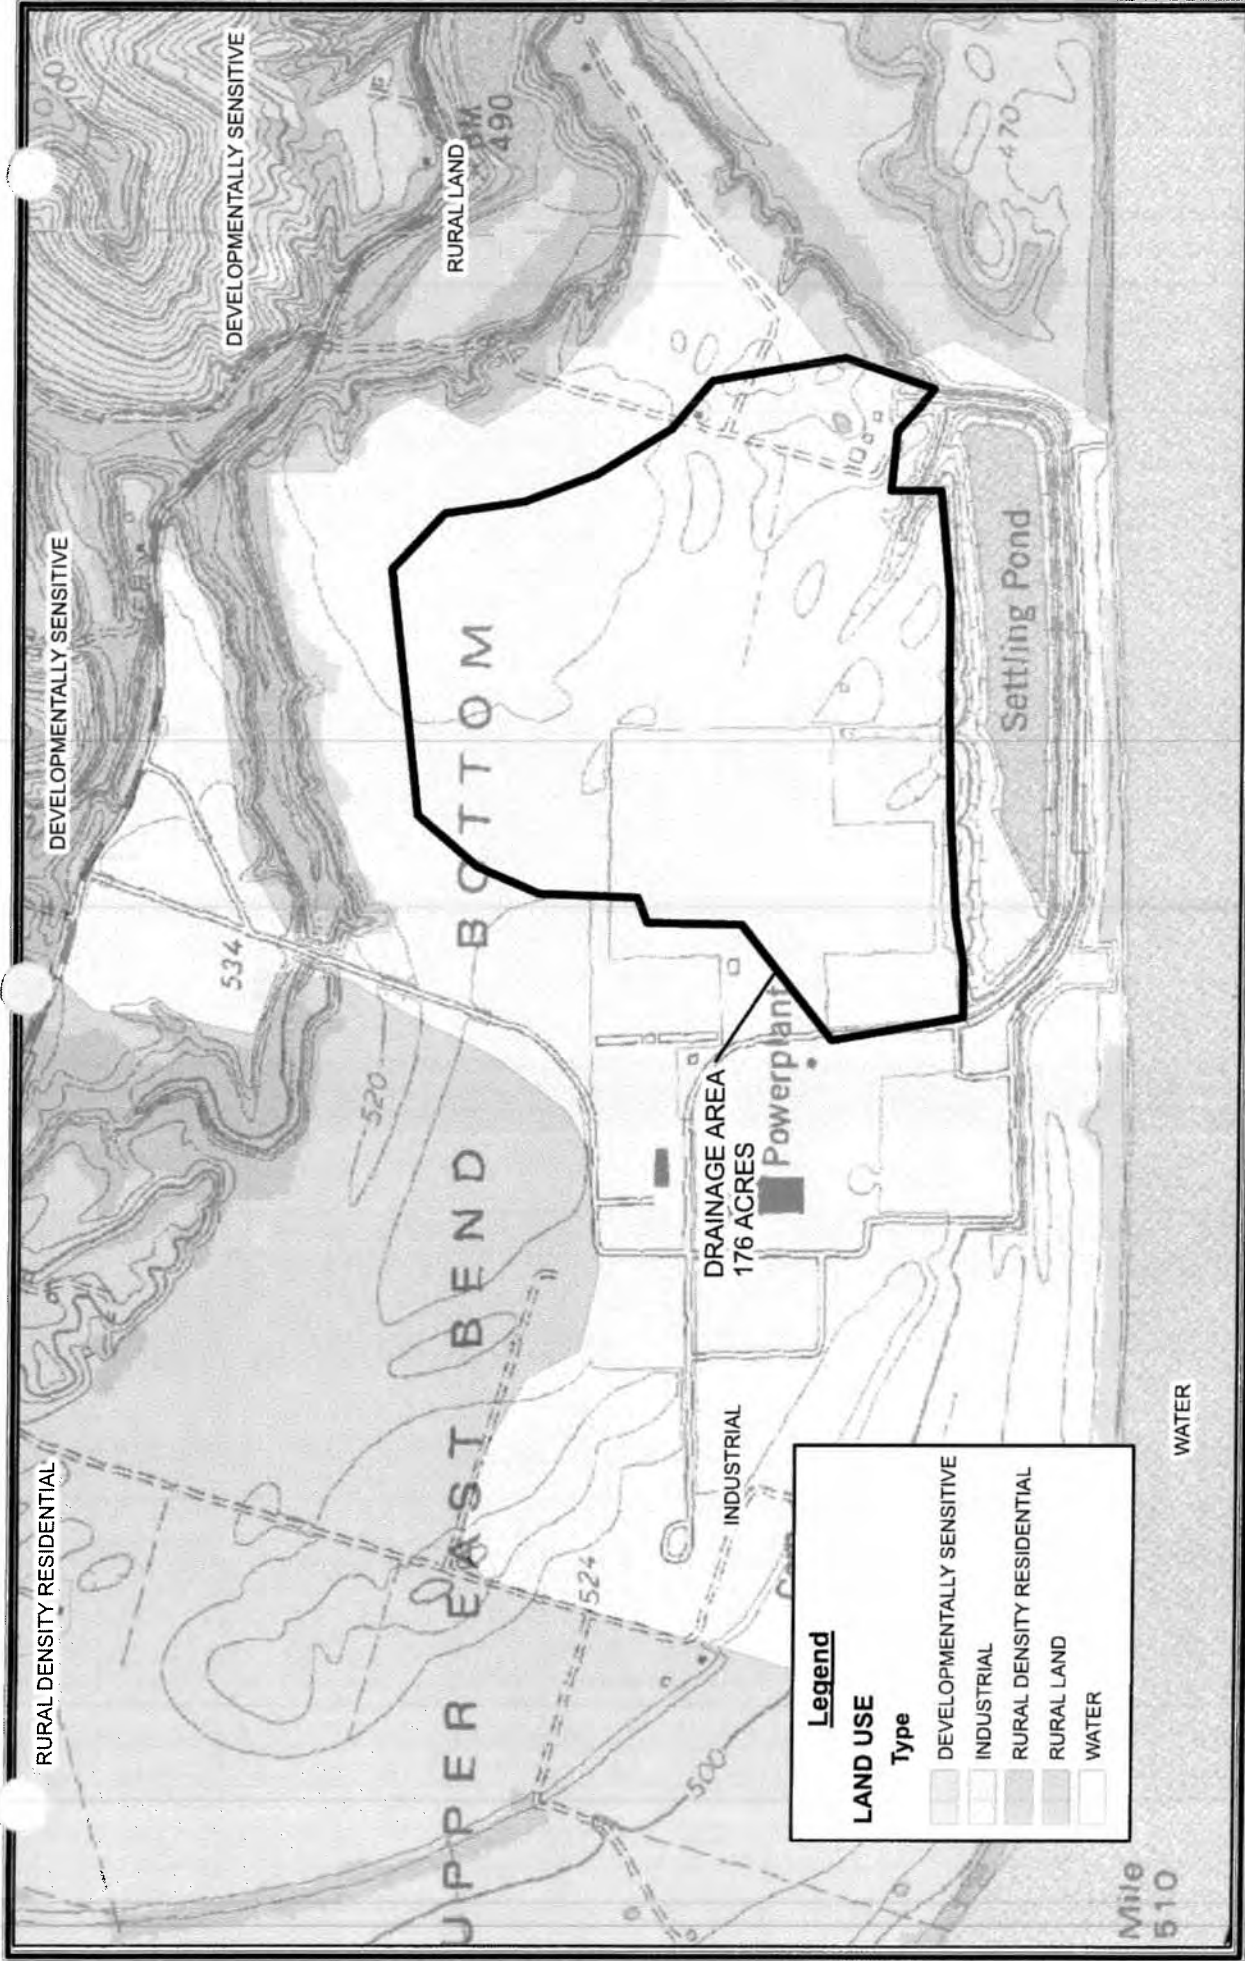 RURAL DENSITY RESIDENTIAL
DEVELOPMENTALLY SENSITIVE
DEVELOPMENTALLY SENSITIVE
RURAL LAND
BM
490
534
520
UPPER EAST BEND BOTTOM
524
500
470
DRAINAGE AREA
176 ACRES
Powerplant
Settling Pond
INDUSTRIAL
WATER
Mile
510
Legend
LAND USE
Type
DEVELOPMENTALLY SENSITIVE
INDUSTRIAL
RURAL DENSITY RESIDENTIAL
RURAL LAND
WATER